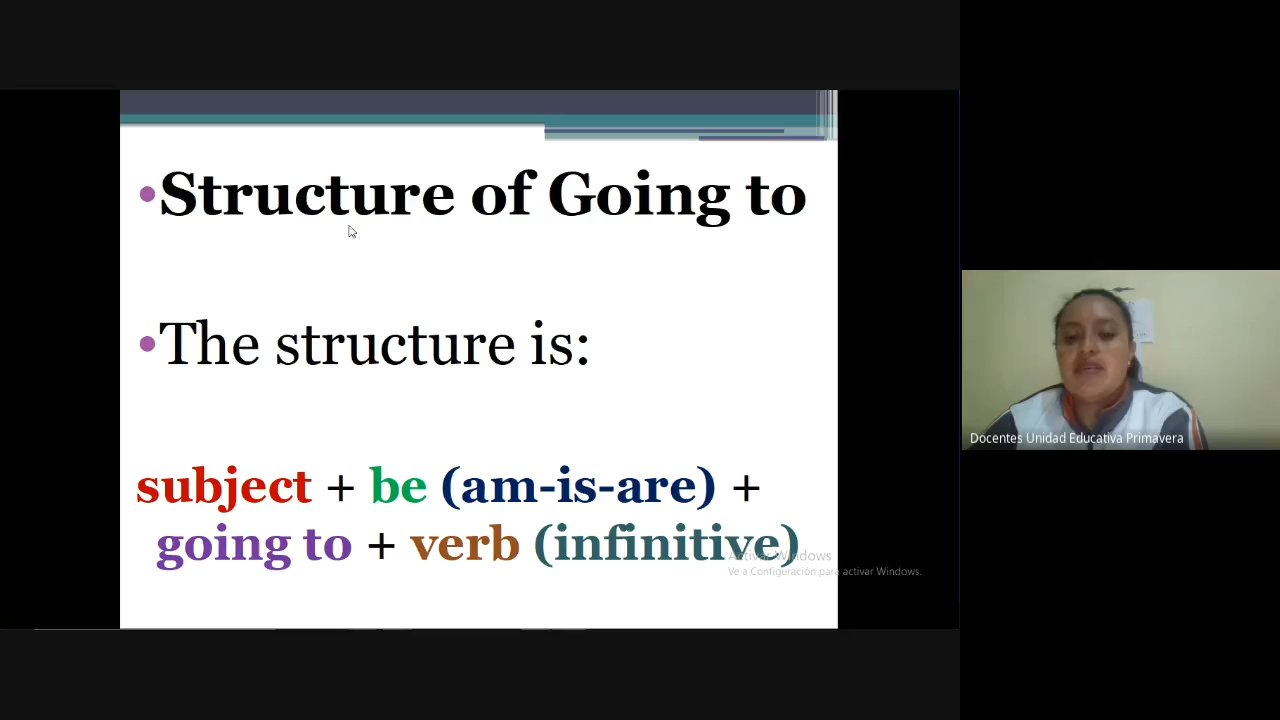 •Structure of Going to
•The structure is:
subject + be (am-is-are) +
going to + verb (infinitive)
Activar Windows
Ve a Configuración para activar Windows.
Docentes Unidad Educativa Primavera